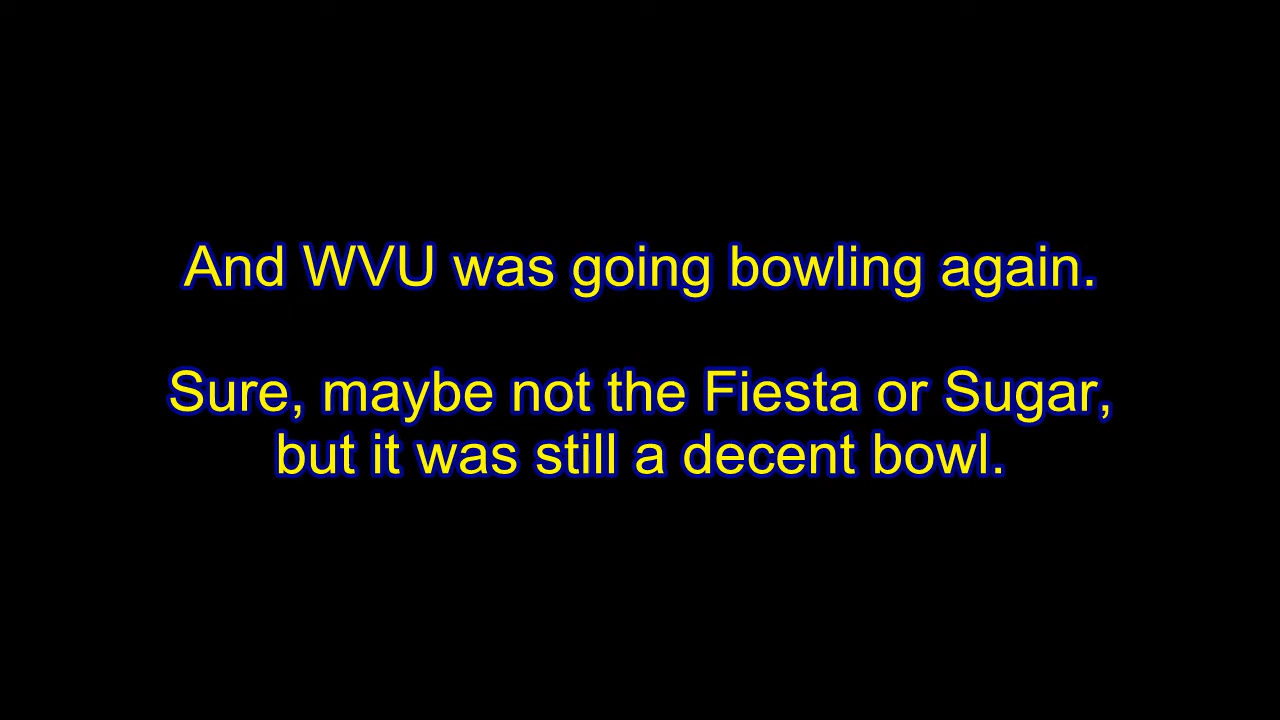 And WVU was going bowling again.
Sure, maybe not the Fiesta or Sugar,
but it was still a decent bowl.